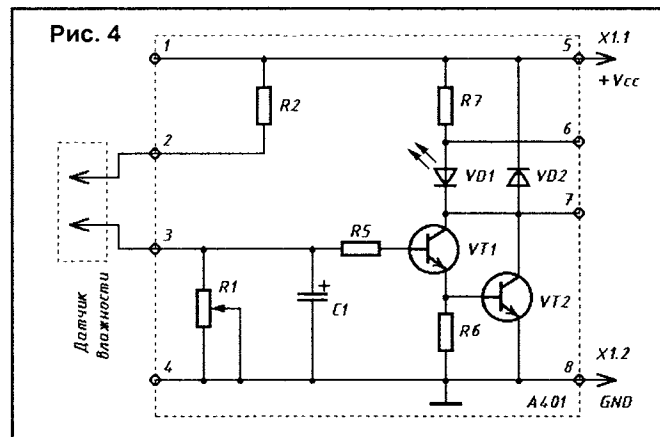 Рис. 4
1
5
X1.1
+Vcc
R2
R7
2
6
VD1
VD2
7
3
R5
VT1
R1
C1
R6
VT2
Датчик
влажности
4
8
X1.2
A401
GND